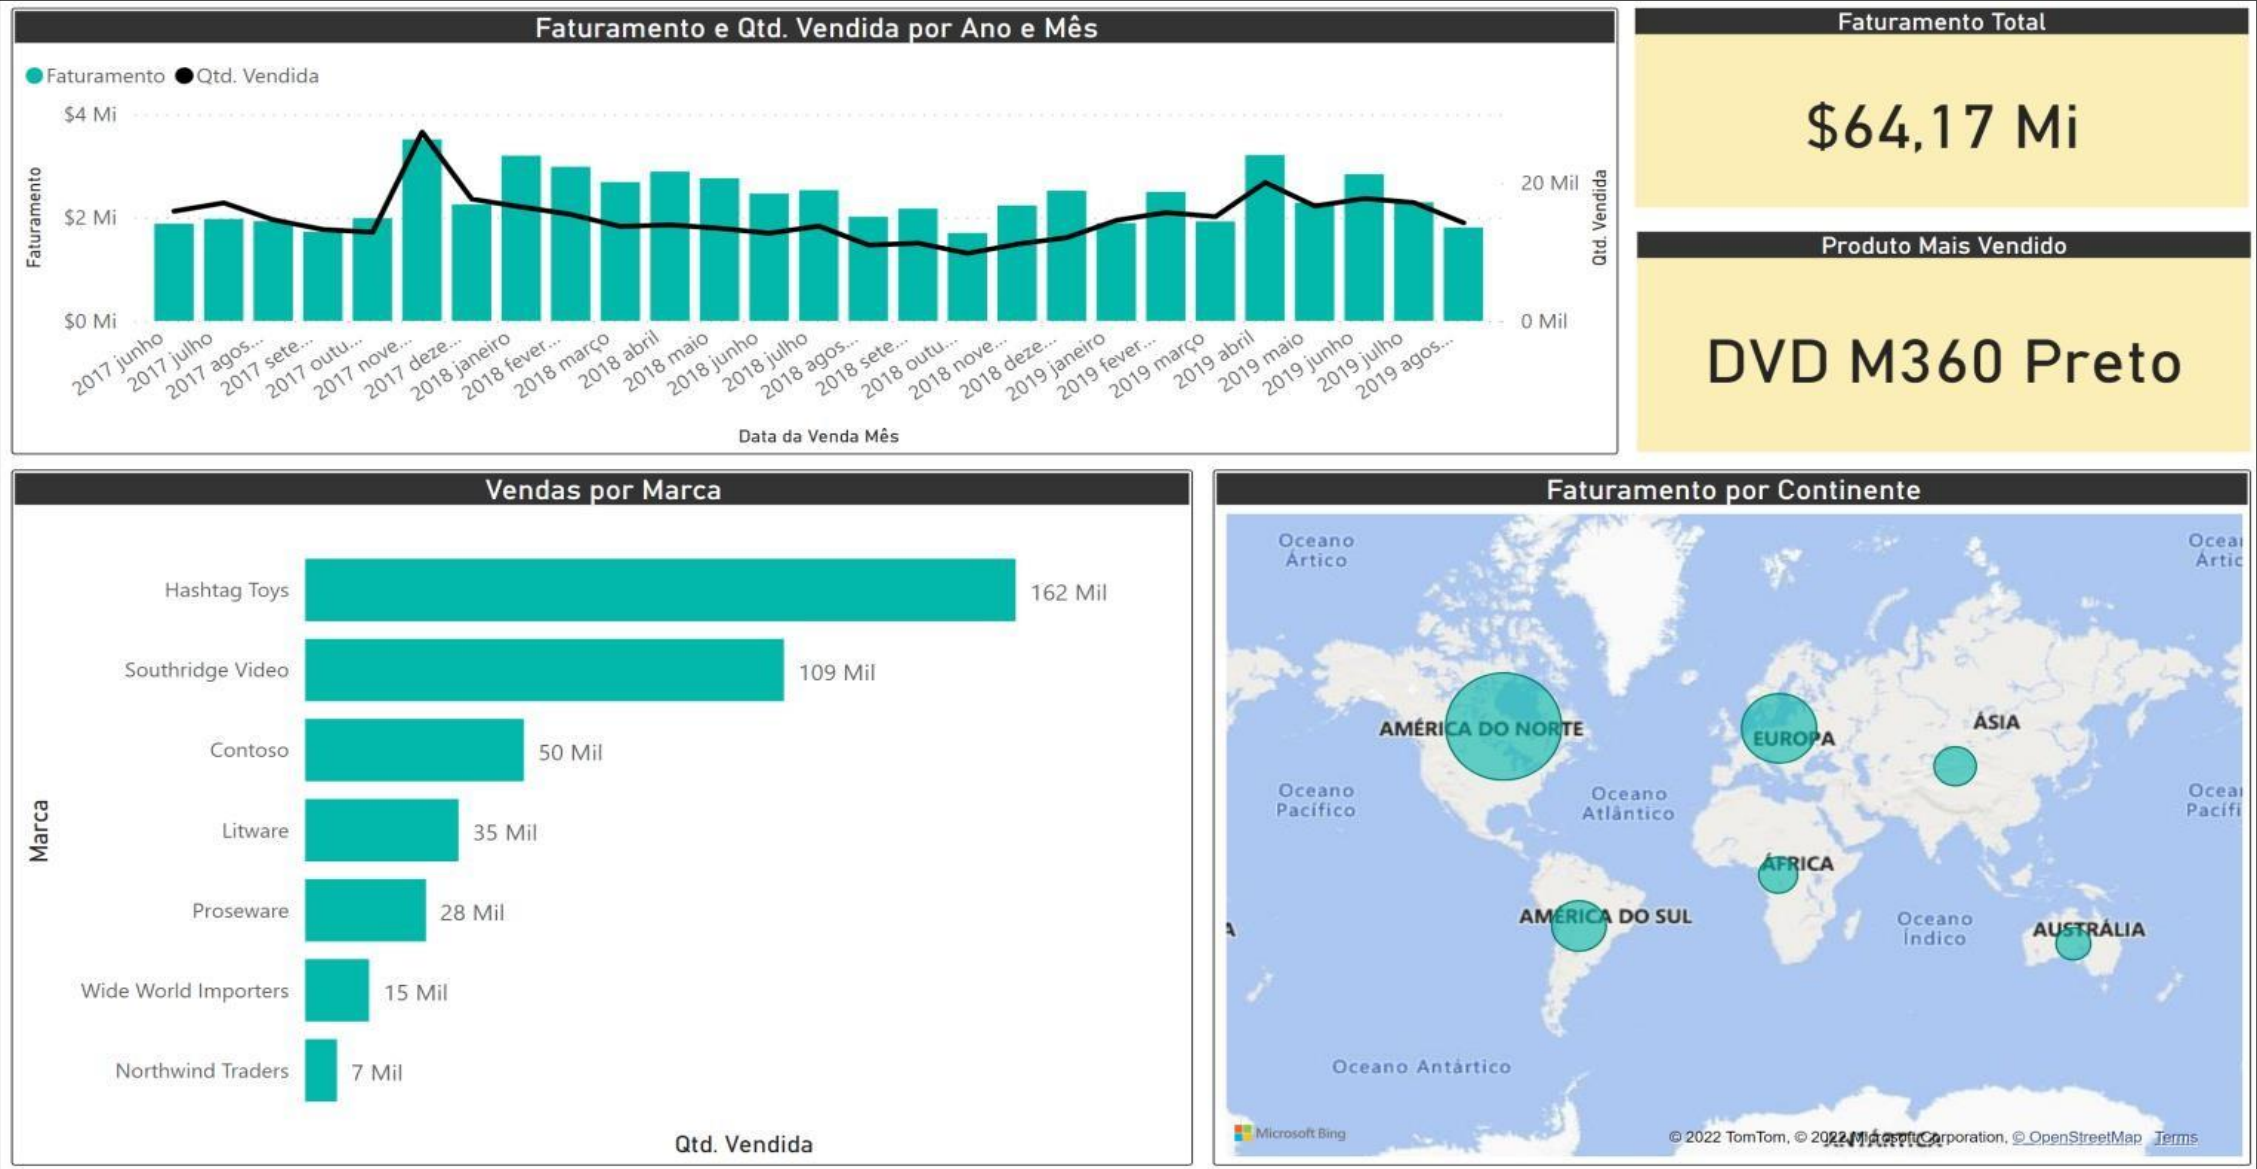 Faturamento e Qtd. Vendida por Ano e Mês
Faturamento Qtd. Vendida
$4 Mi
$2 Mi
$0 Mi
Faturamento
20 Mil
0 Mil
Qtd. Vendida
2017 junho
2017 julho
2017 agos...
2017 sete...
2017 outu...
2017 nove...
2017 deze...
2018 janeiro
2018 fever...
2018 março
2018 abril
2018 maio
2018 junho
2018 julho
2018 agos...
2018 sete...
2018 outu...
2018 nove...
2018 deze...
2019 janeiro
2019 fever...
2019 março
2019 abril
2019 maio
2019 junho
2019 julho
2019 agos...
Data da Venda Mês
Faturamento Total
$64,17 Mi
Produto Mais Vendido
DVD M360 Preto
Vendas por Marca
Marca
Hashtag Toys 162 Mil
Southridge Video 109 Mil
Contoso 50 Mil
Litware 35 Mil
Proseware 28 Mil
Wide World Importers 15 Mil
Northwind Traders 7 Mil
Qtd. Vendida
Faturamento por Continente
Oceano
Ártico
Ocea
Ártic
AMÉRICA DO NORTE
EUROPA
ÁSIA
Oceano
Pacífico
Oceano
Atlântico
Ocea
Pacífi
ÁFRICA
AMÉRICA DO SUL
Oceano
Índico
AUSTRÁLIA
A
Oceano Antártico
ANTÁRTICA
Microsoft Bing
© 2022 TomTom, © 2022 Microsoft Corporation, © OpenStreetMap Terms